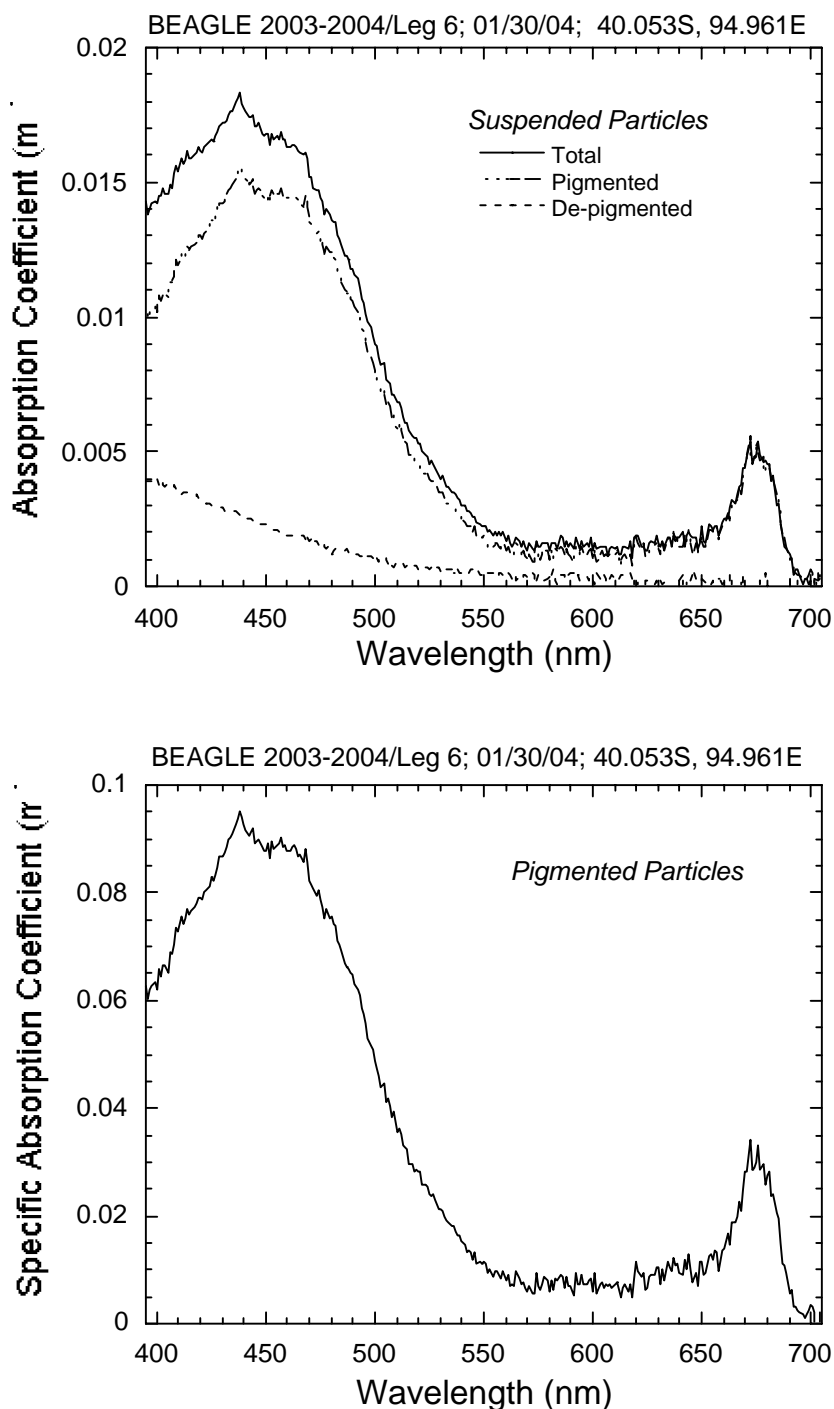 BEAGLE 2003-2004/Leg 6; 01/30/04; 40.053S, 94.961E
0.02
0.015
0.01
0.005
0
Absoprption Coefficient (m
Suspended Particles
Total
Pigmented
De-pigmented
400 450 500 550 600 650 700
Wavelength (nm)
BEAGLE 2003-2004/Leg 6; 01/30/04; 40.053S, 94.961E
0.1
0.08
0.06
0.04
0.02
0
Specific Absorption Coefficient (
Pigmented Particles
400 450 500 550 600 650 700
Wavelength (nm)